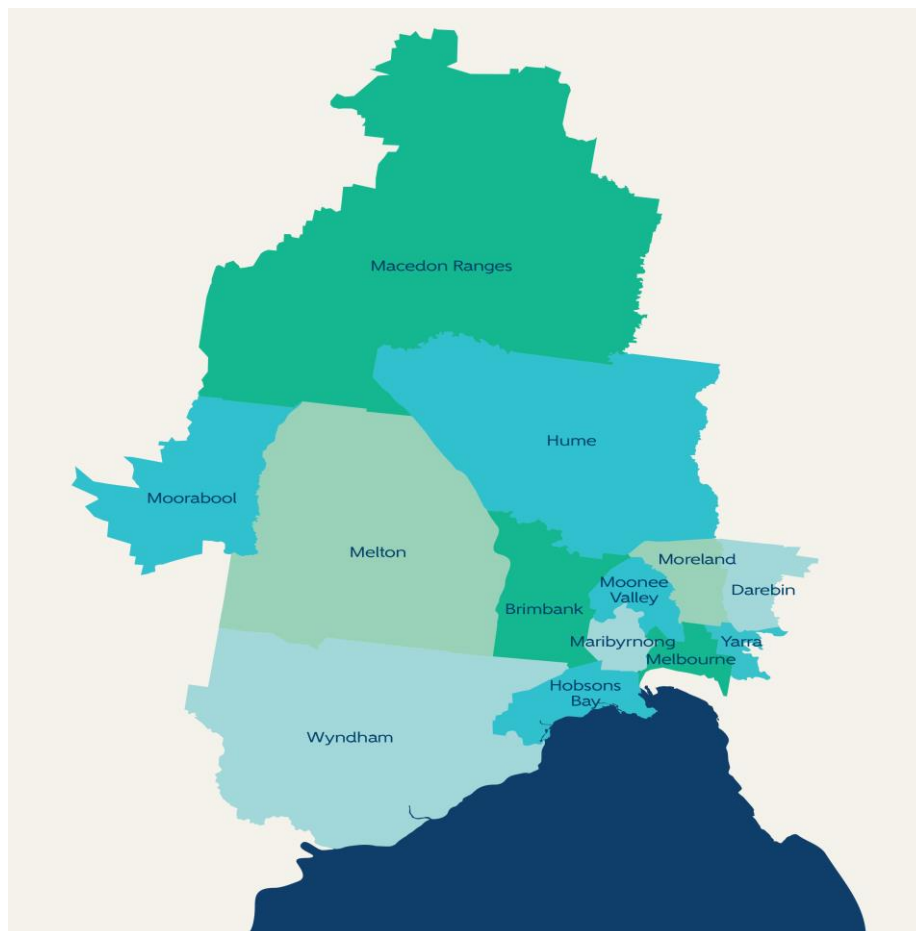 Macedon Ranges
Hume
Moorabool
Melton
Moreland
Moonee
Valley
Darebin
Brimbank
Maribyrnong
Yarra
Melbourne
Hobsons
Bay
Wyndham